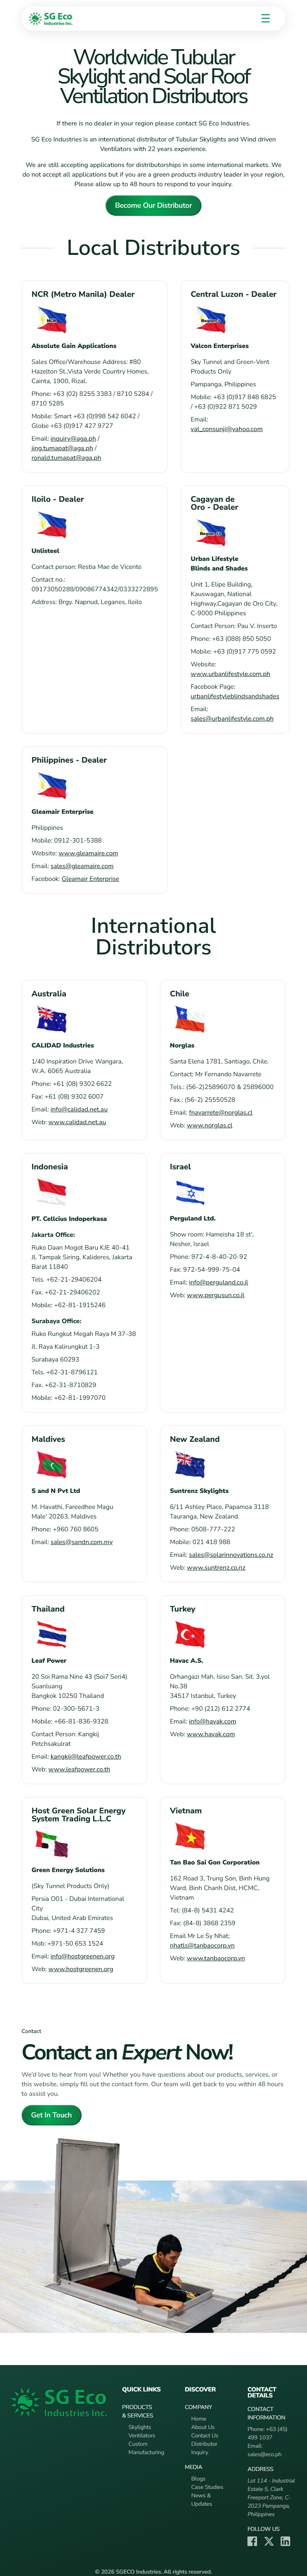 SG Eco
Industries Inc.
Worldwide Tubular
Skylight and Solar Roof
Ventilation Distributors
If there is no dealer in your region please contact SG Eco Industries.
SG Eco Industries is an international distributor of Tubular Skylights and Wind driven
Ventilators with 22 years experience.
We are still accepting applications for distributorships in some international markets. We
do not accept all applications but if you are a green products industry leader in your region,
Please allow up to 48 hours to respond to your inquiry.
Become Our Distributor
Local Distributors
NCR (Metro Manila) Dealer
Absolute Gain Applications
Sales Office/Warehouse Address: #80
Hazelton St.,Vista Verde Country Homes,
Cainta, 1900, Rizal.
Phone: +63 (02) 8255 3383 / 8710 5284 /
8710 5285
Mobile: Smart +63 (0)998 542 6042 /
Globe +63 (0)917 427 9727
Email: inquiry@aga.ph /
jing.tumapat@aga.ph /
ronald.tumapat@aga.ph
Central Luzon - Dealer
Valcon Enterprises
Sky Tunnel and Green-Vent
Products Only
Pampanga, Philippines
Mobile: +63 (0)917 848 6825
/ +63 (0)922 871 5029
Email:
val_consunji@yahoo.com
Iloilo - Dealer
Unlisteel
Contact person: Restia Mae de Vicente
Contact no.:
09173050288/09086774342/0333272895
Address: Brgy. Napnud, Leganes, Iloilo
Cagayan de
Oro - Dealer
Urban Lifestyle
Blinds and Shades
Unit 1, Elipe Building,
Kauswagan, National
Highway,Cagayan de Oro City,
C-9000 Philippines
Contact Person: Pau V. Inserto
Phone: +63 (088) 850 5050
Mobile: +63 (0)917 775 0592
Website:
www.urbanlifestyle.com.ph
Facebook Page:
urbanlifestyleblindsandshades
Email:
sales@urbanlifestyle.com.ph
Philippines - Dealer
Gleamair Enterprise
Philippines
Mobile: 0912-301-5388
Website: www.gleamaire.com
Email: sales@gleamaire.com
Facebook: Gleamair Enterprise
International
Distributors
Australia
CALIDAD Industries
1/40 Inspiration Drive Wangara,
W.A. 6065 Australia
Phone: +61 (08) 9302 6622
Fax: +61 (08) 9302 6007
Email: info@calidad.net.au
Web: www.calidad.net.au
Chile
Norglas
Santa Elena 1781, Santiago, Chile.
Contact: Mr Fernando Navarrete
Tels.: (56-2)25896070 & 25896000
Fax.: (56-2) 25550528
Email: fnavarrete@norglas.cl
Web: www.norglas.cl
Indonesia
PT. Cellcius Indoperkasa
Jakarta Office:
Ruko Daan Mogot Baru KJE 40-41
Jl. Tampak Siring, Kalideres, Jakarta
Barat 11840
Tels. +62-21-29406204
Fax. +62-21-29406202
Mobile: +62-81-1915246
Surabaya Office:
Ruko Rungkut Megah Raya M 37-38
Jl. Raya Kalirungkut 1-3
Surabaya 60293
Tels. +62-31-8796121
Fax. +62-31-8710829
Mobile: +62-81-1997070
Israel
Perguland Ltd.
Show room: Hameisha 18 st',
Nesher, Israel
Phone: 972-4-8-40-20-92
Fax: 972-54-999-75-04
Email: info@perguland.co.il
Web: www.pergusun.co.il
Maldives
S and N Pvt Ltd
M. Havathi, Fareedhee Magu
Male' 20263, Maldives
Phone: +960 760 8605
Email: sales@sandn.com.mv
New Zealand
Suntrenz Skylights
6/11 Ashley Place, Papamoa 3118
Tauranga, New Zealand.
Phone: 0508-777-222
Mobile: 021 418 988
Email: sales@solarinnovations.co.nz
Web: www.suntrenz.co.nz
Thailand
Leaf Power
20 Soi Rama Nine 43 (Soi7 Seri4)
Suanluang
Bangkok 10250 Thailand
Phone: 02-300-5671-3
Mobile: +66-81-836-9328
Contact Person: Kangkij
Petchsakulrat
Email: kangkij@leafpower.co.th
Web: www.leafpower.co.th
Turkey
Havac A.S.
Orhangazi Mah. Isiso San. Sit. 3.yol
No.38
34517 Istanbul, Turkey
Phone: +90 (212) 612 2774
Email: info@havak.com
Web: www.havak.com
Host Green Solar Energy
System Trading L.L.C
Green Energy Solutions
(Sky Tunnel Products Only)
Persia O01 - Dubai International
City
Dubai, United Arab Emirates
Phone: +971-4 327 7459
Mob: +971-50 653 1524
Email: info@hostgreenen.org
Web: www.hostgreenen.org
Vietnam
Tan Bao Sai Gon Corporation
162 Road 3, Trung Son, Binh Hung
Ward, Binh Chanh Dist, HCMC,
Vietnam
Tel: (84-8) 5431 4242
Fax: (84-8) 3868 2359
Email Mr Le Sy Nhat;
nhatls@tanbaocorp.vn
Web: www.tanbaocorp.vn
Contact
Contact an Expert Now!
We'd love to hear from you! Whether you have questions about our products, services, or
this website, simply fill out the contact form. Our team will get back to you within 48 hours
to assist you.
Get In Touch
SG Eco
Industries Inc.
QUICK LINKS
PRODUCTS
& SERVICES
Skylights
Ventilators
Custom
Manufacturing
DISCOVER
COMPANY
Home
About Us
Contact Us
Distributor
Inquiry
MEDIA
Blogs
Case Studies
News &
Updates
CONTACT
DETAILS
CONTACT
INFORMATION
Phone: +63 (45)
499 1037
Email:
sales@eco.ph
ADDRESS
Lot 114 - Industrial
Estate 5, Clark
Freeport Zone, C-
2023 Pampanga,
Philippines
FOLLOW US
© 2026 SGECO Industries. All rights reserved.